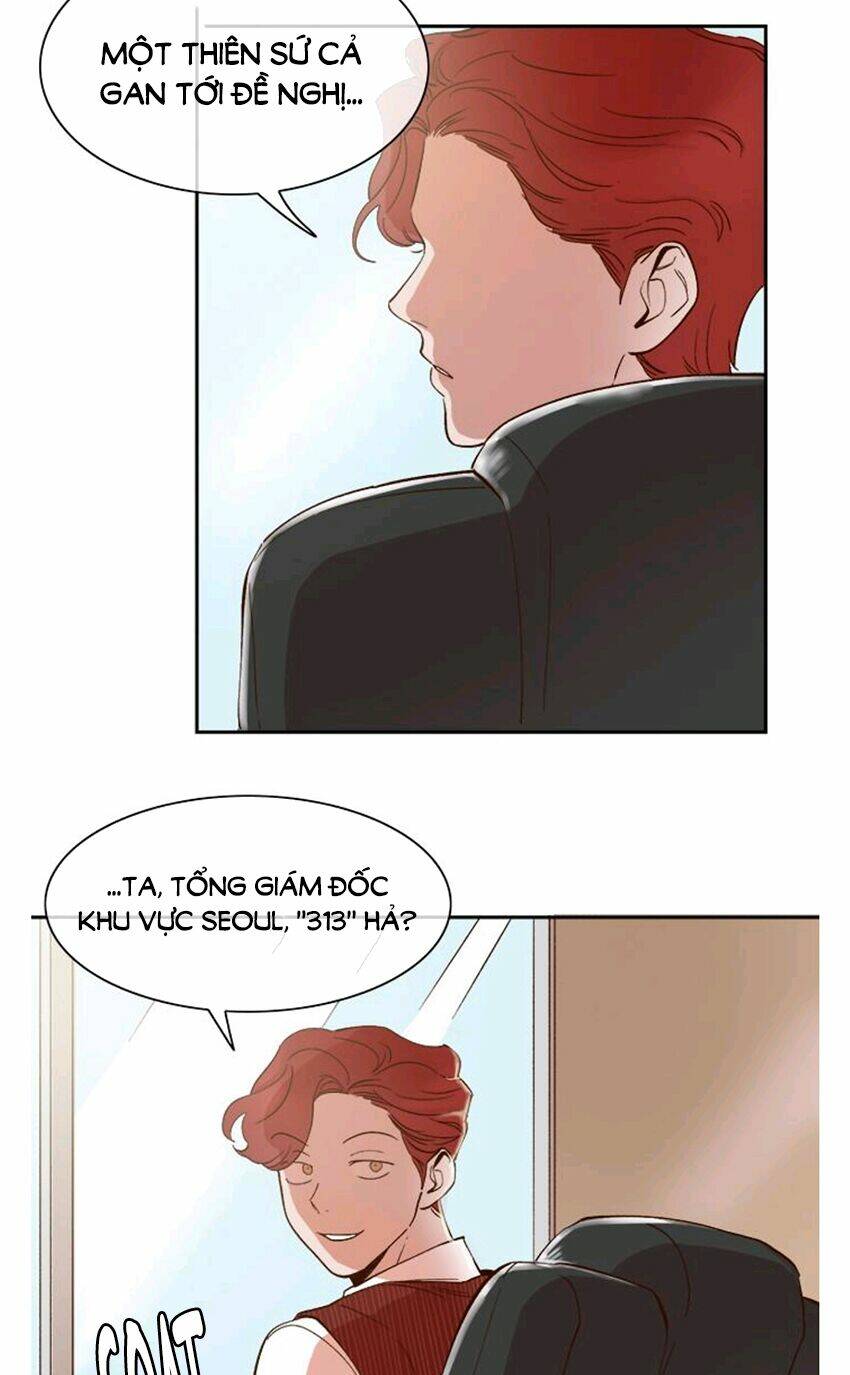 MỘT THIÊN SỨ CẢ
GAN TỚI ĐỀ NGHỊ...
...TA, TỔNG GIÁM ĐỐC
KHU VỰC SEOUL, "313" HẢ?